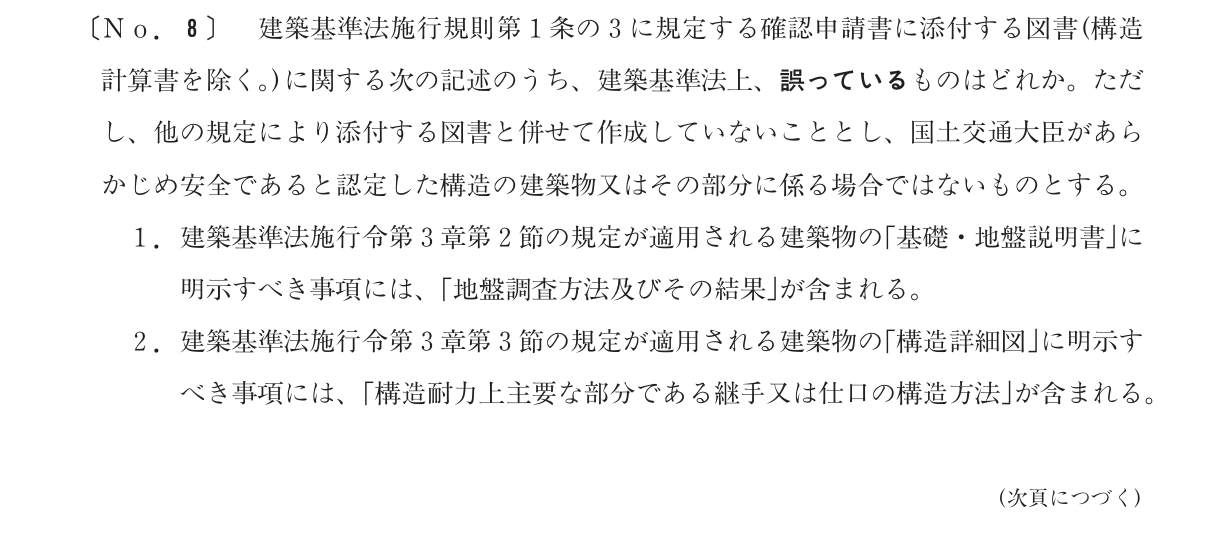 〔Ｎｏ．８〕　建築基準法施行規則第１条の３に規定する確認申請書に添付する図書(構造
計算書を除く。)に関する次の記述のうち、建築基準法上、誤っているものはどれか。ただ
し、他の規定により添付する図書と併せて作成していないこととし、国土交通大臣があら
かじめ安全であると認定した構造の建築物又はその部分に係る場合ではないものとする。
１．建築基準法施行令第３章第２節の規定が適用される建築物の「基礎・地盤説明書」に
明示すべき事項には、「地盤調査方法及びその結果」が含まれる。
２．建築基準法施行令第３章第３節の規定が適用される建築物の「構造詳細図」に明示す
べき事項には、「構造耐力上主要な部分である継手又は仕口の構造方法」が含まれる。
(次頁につづく)